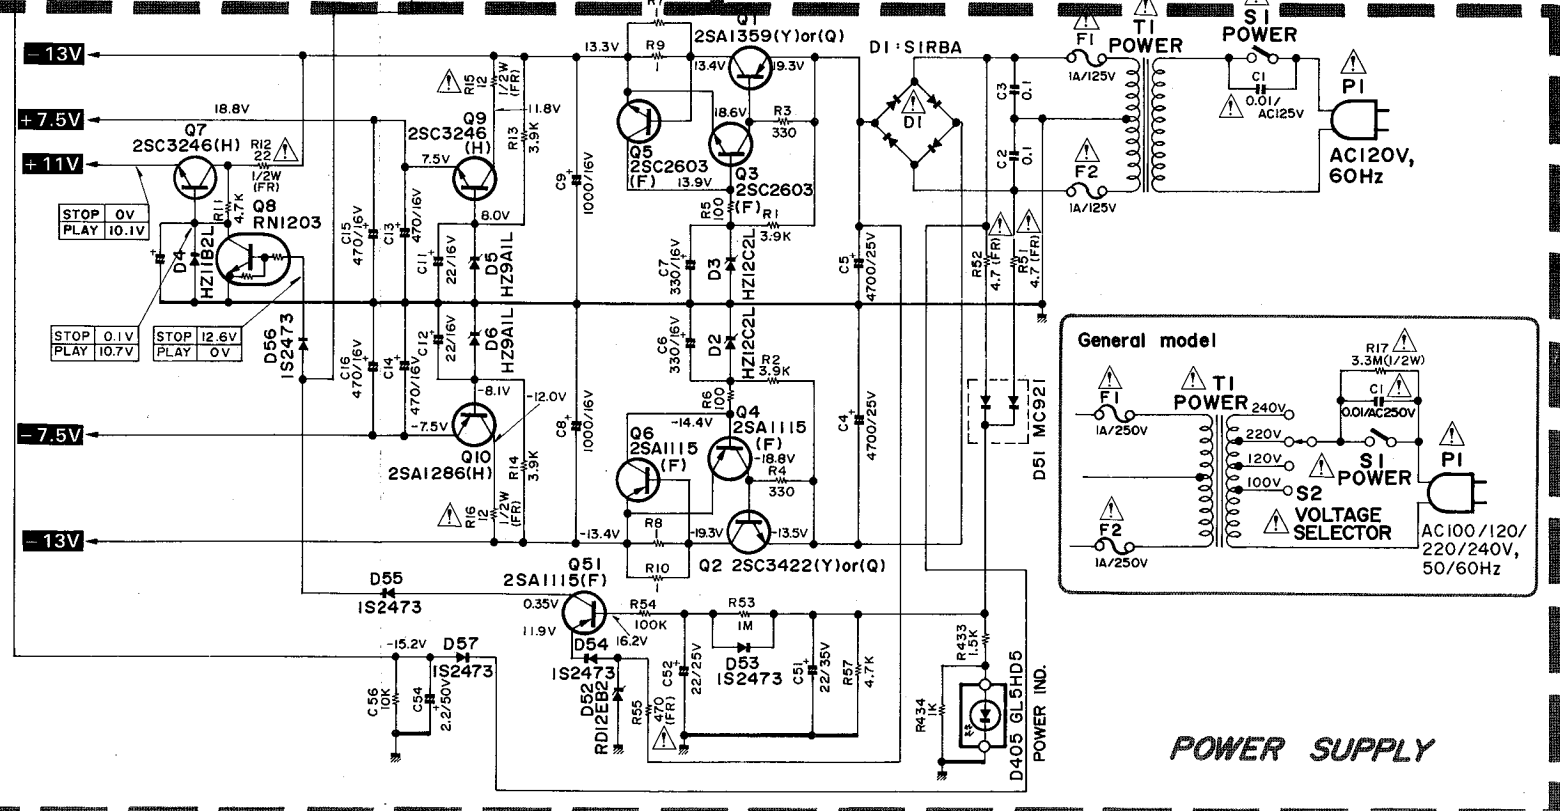 -13V
+7.5V
+11V
-7.5V
-13V
18.8V
Q7
2SC3246(H)
R12
22
1/2W
(FR)
R11
4.7K
Q8
RN1203
STOP 0V
PLAY 10.1V
D4
HZ11B2L
STOP 0.1V
PLAY 10.7V
STOP 12.6V
PLAY 0V
D56
1S2473
C15
470/16V
C13
470/16V
C16
470/16V
C14
470/16V
R15
12
1/2W
(FR)
11.8V
Q9
2SC3246
(H)
7.5V
R13
3.9K
8.0V
C11
22/16V
D5
HZ9A1L
C12
22/16V
D6
HZ9A1L
-8.1V
-12.0V
-7.5V
Q10
2SA1286(H)
R14
3.9K
R16
12
1/2W
(FR)
C9
1000/16V
C8
1000/16V
13.3V
R9
1
13.4V
Q1
2SA1359(Y)or(Q)
19.3V
Q5
2SC2603
(F)
13.9V
18.6V
R3
330
Q3
2SC2603
(F)
R5
100
R1
3.9K
C7
330/16V
D3
HZ12C2L
C6
330/16V
D2
HZ12C2L
R2
3.9K
R6
100
-14.4V
Q4
2SA1115
(F)
-18.8V
R4
330
Q6
2SA1115
(F)
-13.4V
R8
1
-19.3V
-13.5V
R10
1
Q2 2SC3422(Y)or(Q)
C5
4700/25V
C4
4700/25V
D1:S1RBA
D1
C3
0.1
C2
0.1
R52
4.7 (FR)
R51
4.7 (FR)
D51 MC921
F1
1A/125V
F2
1A/125V
T1
POWER
S1
POWER
C1
0.01/
AC125V
P1
AC120V,
60Hz
General model
F1
1A/250V
F2
1A/250V
T1
POWER
240V
220V
120V
100V
S2
VOLTAGE
SELECTOR
R17
3.3M(1/2W)
C1
0.01/AC250V
S1
POWER
P1
AC100/120/
220/240V,
50/60Hz
D55
1S2473
Q51
2SA1115(F)
0.35V
11.9V
R54
100K
16.2V
R53
1M
D53
1S2473
D54
1S2473
D52
RD12EB2
R55
470
(FR)
C52
22/25V
C51
22/35V
R57
4.7K
-15.2V
D57
1S2473
C56
10K
C54
2.2/50V
R433
1.5K
R434
1K
D405 GL5HD5
POWER IND.
POWER SUPPLY